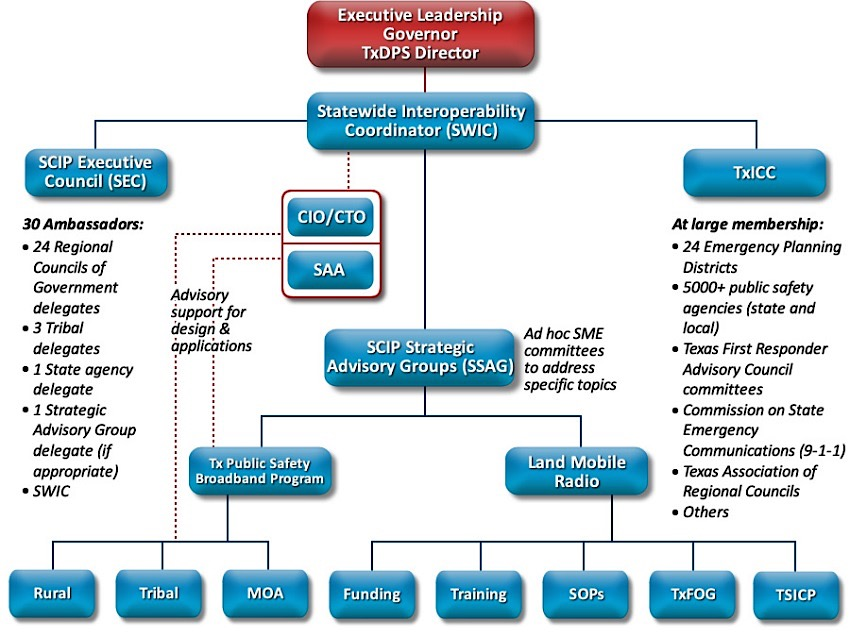 Executive Leadership
Governor
TxDPS Director
Statewide Interoperability
Coordinator (SWIC)
SCIP Executive
Council (SEC)
TxICC
30 Ambassadors:
• 24 Regional
Councils of
Government
delegates
• 3 Tribal
delegates
• 1 State agency
delegate
• 1 Strategic
Advisory Group
delegate (if
appropriate)
• SWIC
CIO/CTO
SAA
Advisory
support for
design &
applications
SCIP Strategic
Advisory Groups (SSAG)
Ad hoc SME
committees
to address
specific topics
At large membership:
• 24 Emergency Planning
Districts
• 5000+ public safety
agencies (state and
local)
• Texas First Responder
Advisory Council
committees
• Commission on State
Emergency
Communications (9-1-1)
• Texas Association of
Regional Councils
• Others
Tx Public Safety
Broadband Program
Land Mobile
Radio
Rural
Tribal
MOA
Funding
Training
SOPs
TxFOG
TSICP